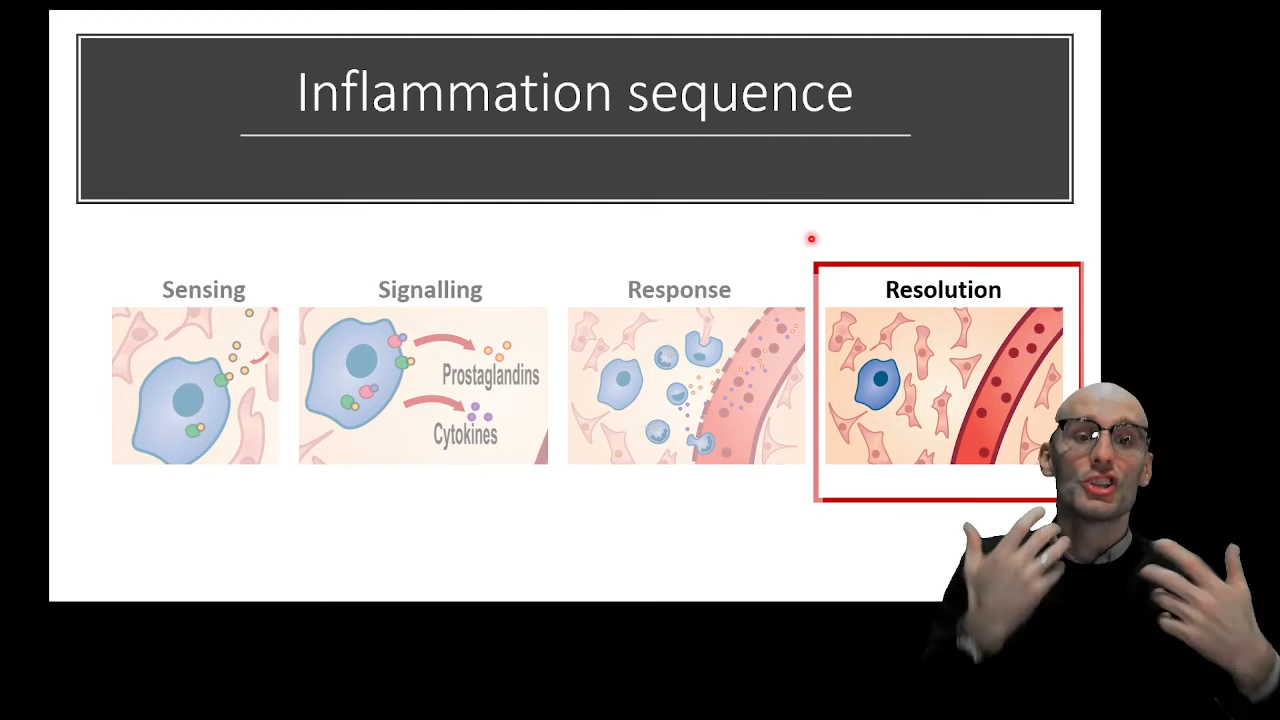 Inflammation sequence
Sensing
Signalling
Response
Resolution
Prostaglandins
Cytokines